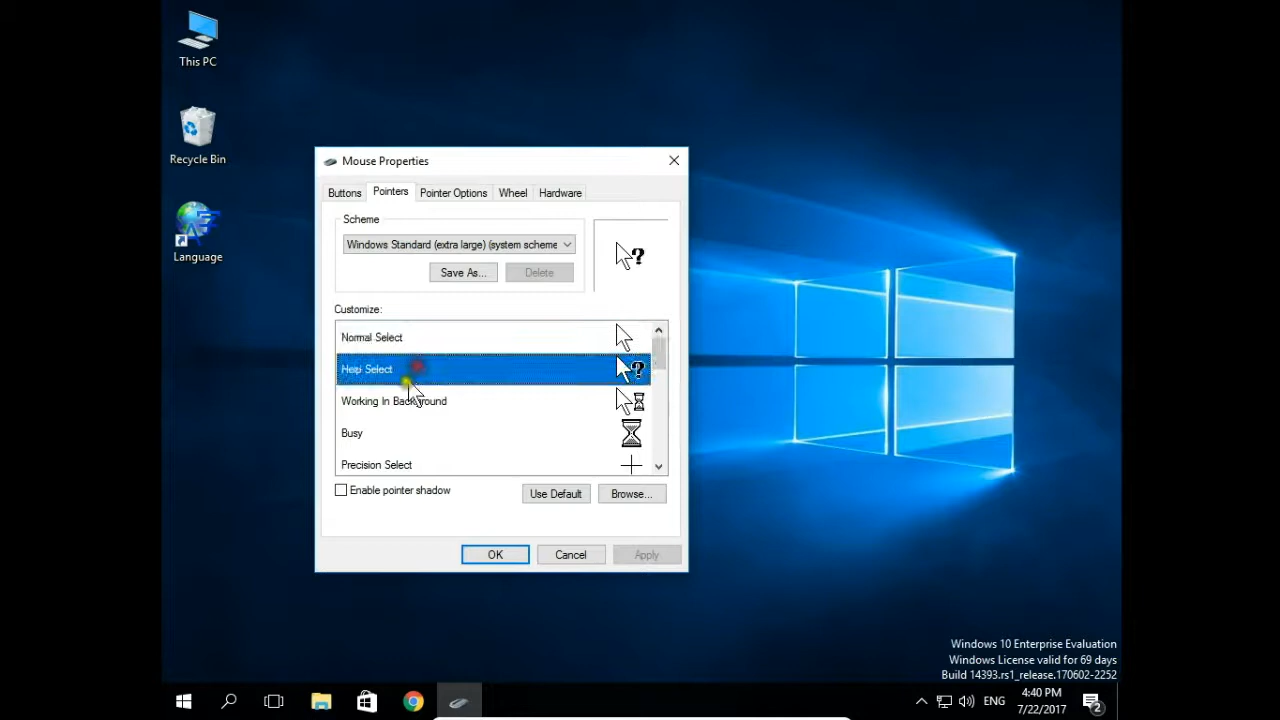 This PC
Recycle Bin
Language
Mouse Properties
Buttons
Pointers
Pointer Options
Wheel
Hardware
Scheme
Windows Standard (extra large) (system scheme
Save As...
Delete
Customize:
Normal Select
Help Select
Working In Background
Busy
Precision Select
Enable pointer shadow
Use Default
Browse...
OK
Cancel
Apply
Windows 10 Enterprise Evaluation
Windows License valid for 69 days
Build 14393.rs1_release.170602-2252
ENG
4:40 PM
7/22/2017
2